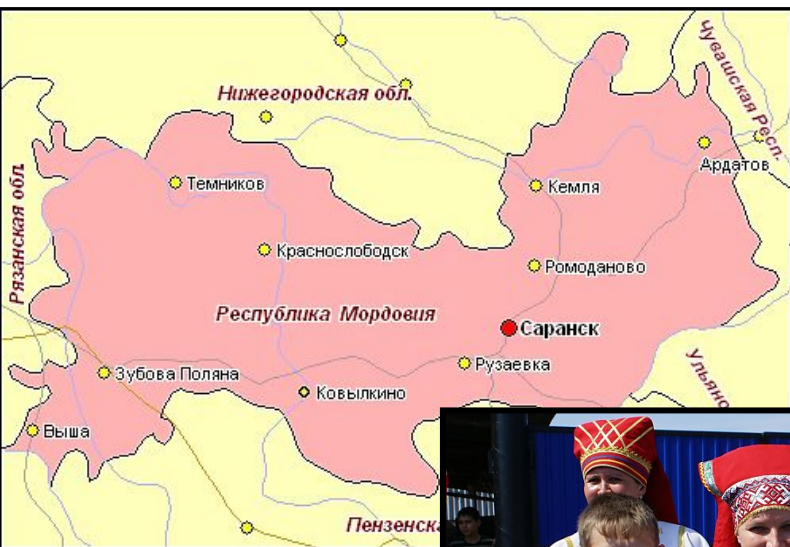 Нижегородская обл.
Чувашская Респ.
Ардатов
Темников
Кемля
Рязанская обл.
Краснослободск
Ромоданово
Республика Мордовия
Саранск
Зубова Поляна
Рузаевка
Ковылкино
Ульяно
Выша
Пензенска